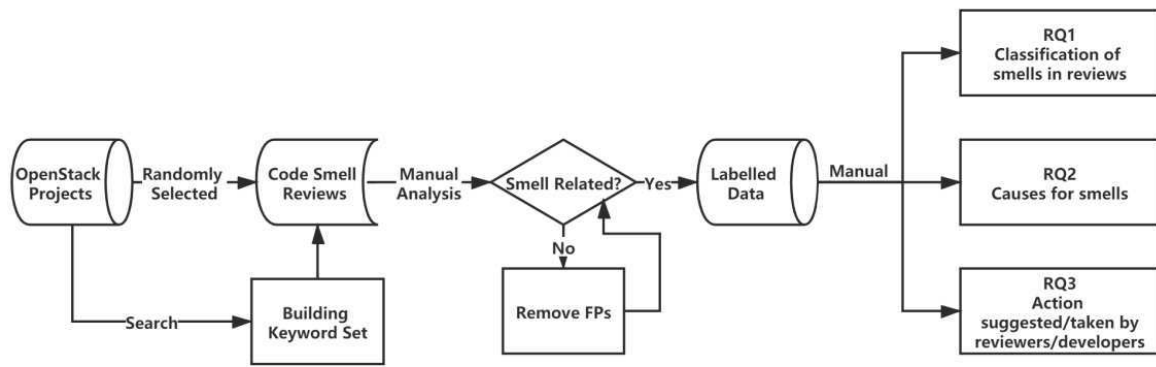 OpenStack
Projects
Randomly
Selected
Search
Code Smell
Reviews
Building
Keyword Set
Manual
Analysis
Smell Related?
Yes
No
Remove FPs
Labelled
Data
Manual
RQ1
Classification of
smells in reviews
RQ2
Causes for smells
RQ3
Action
suggested/taken by
reviewers/developers